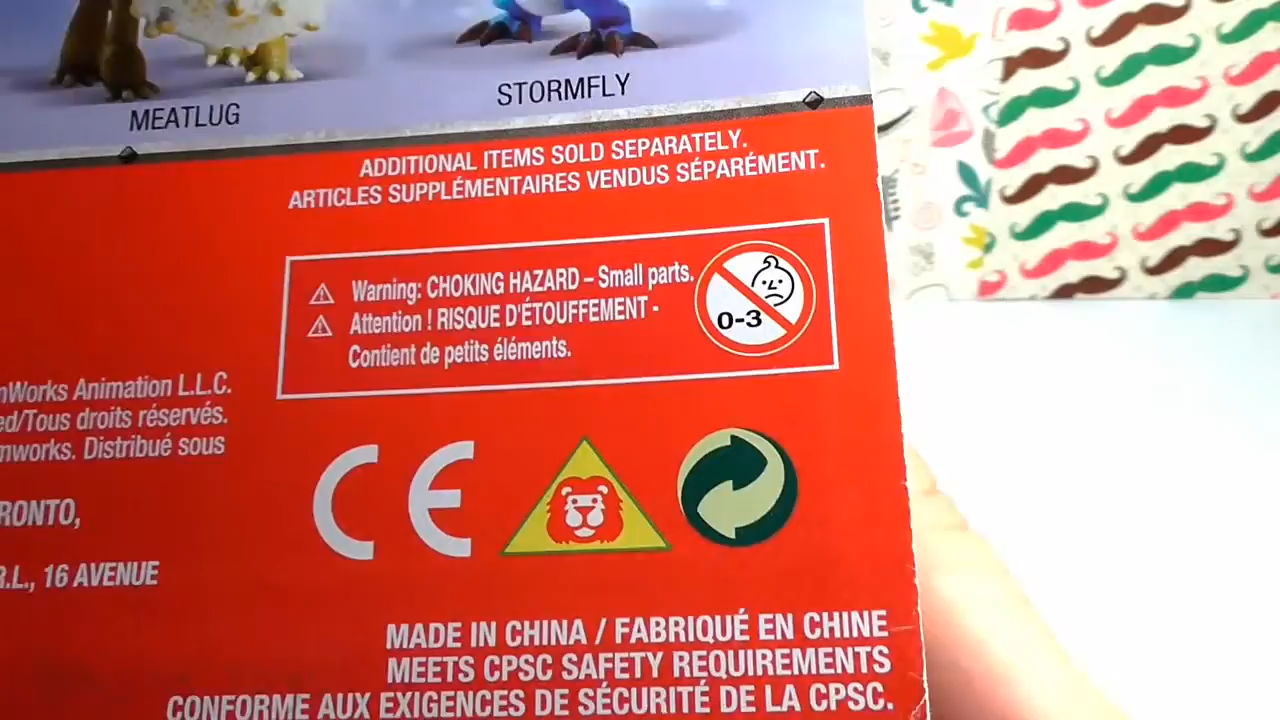 MEATLUG
STORMFLY
ADDITIONAL ITEMS SOLD SEPARATELY.
ARTICLES SUPPLÉMENTAIRES VENDUS SÉPARÉMENT.
Warning: CHOKING HAZARD – Small parts.
Attention ! RISQUE D'ÉTOUFFEMENT -
Contient de petits éléments.
0-3
nWorks Animation L.L.C.
ed/Tous droits réservés.
nworks. Distribué sous
RONTO,
R.L., 16 AVENUE
CE
MADE IN CHINA / FABRIQUÉ EN CHINE
MEETS CPSC SAFETY REQUIREMENTS
CONFORME AUX EXIGENCES DE SÉCURITÉ DE LA CPSC.